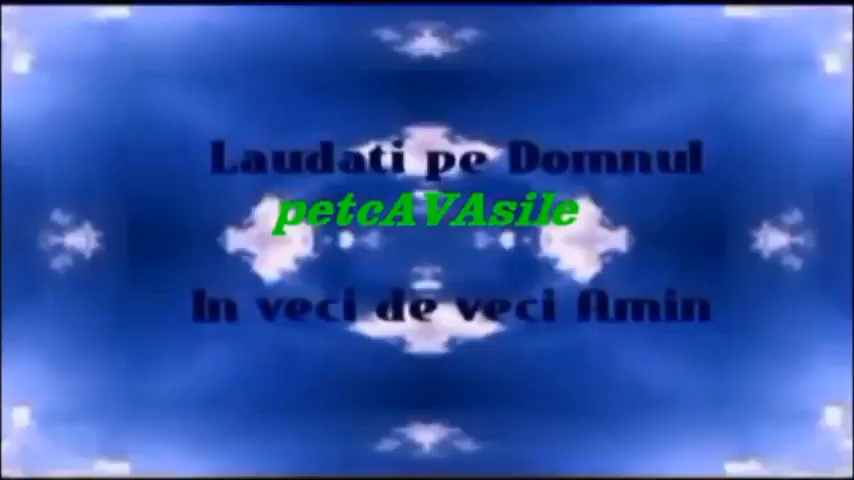 Laudati pe Domnul
petcAVAsile
In veci de veci Amin